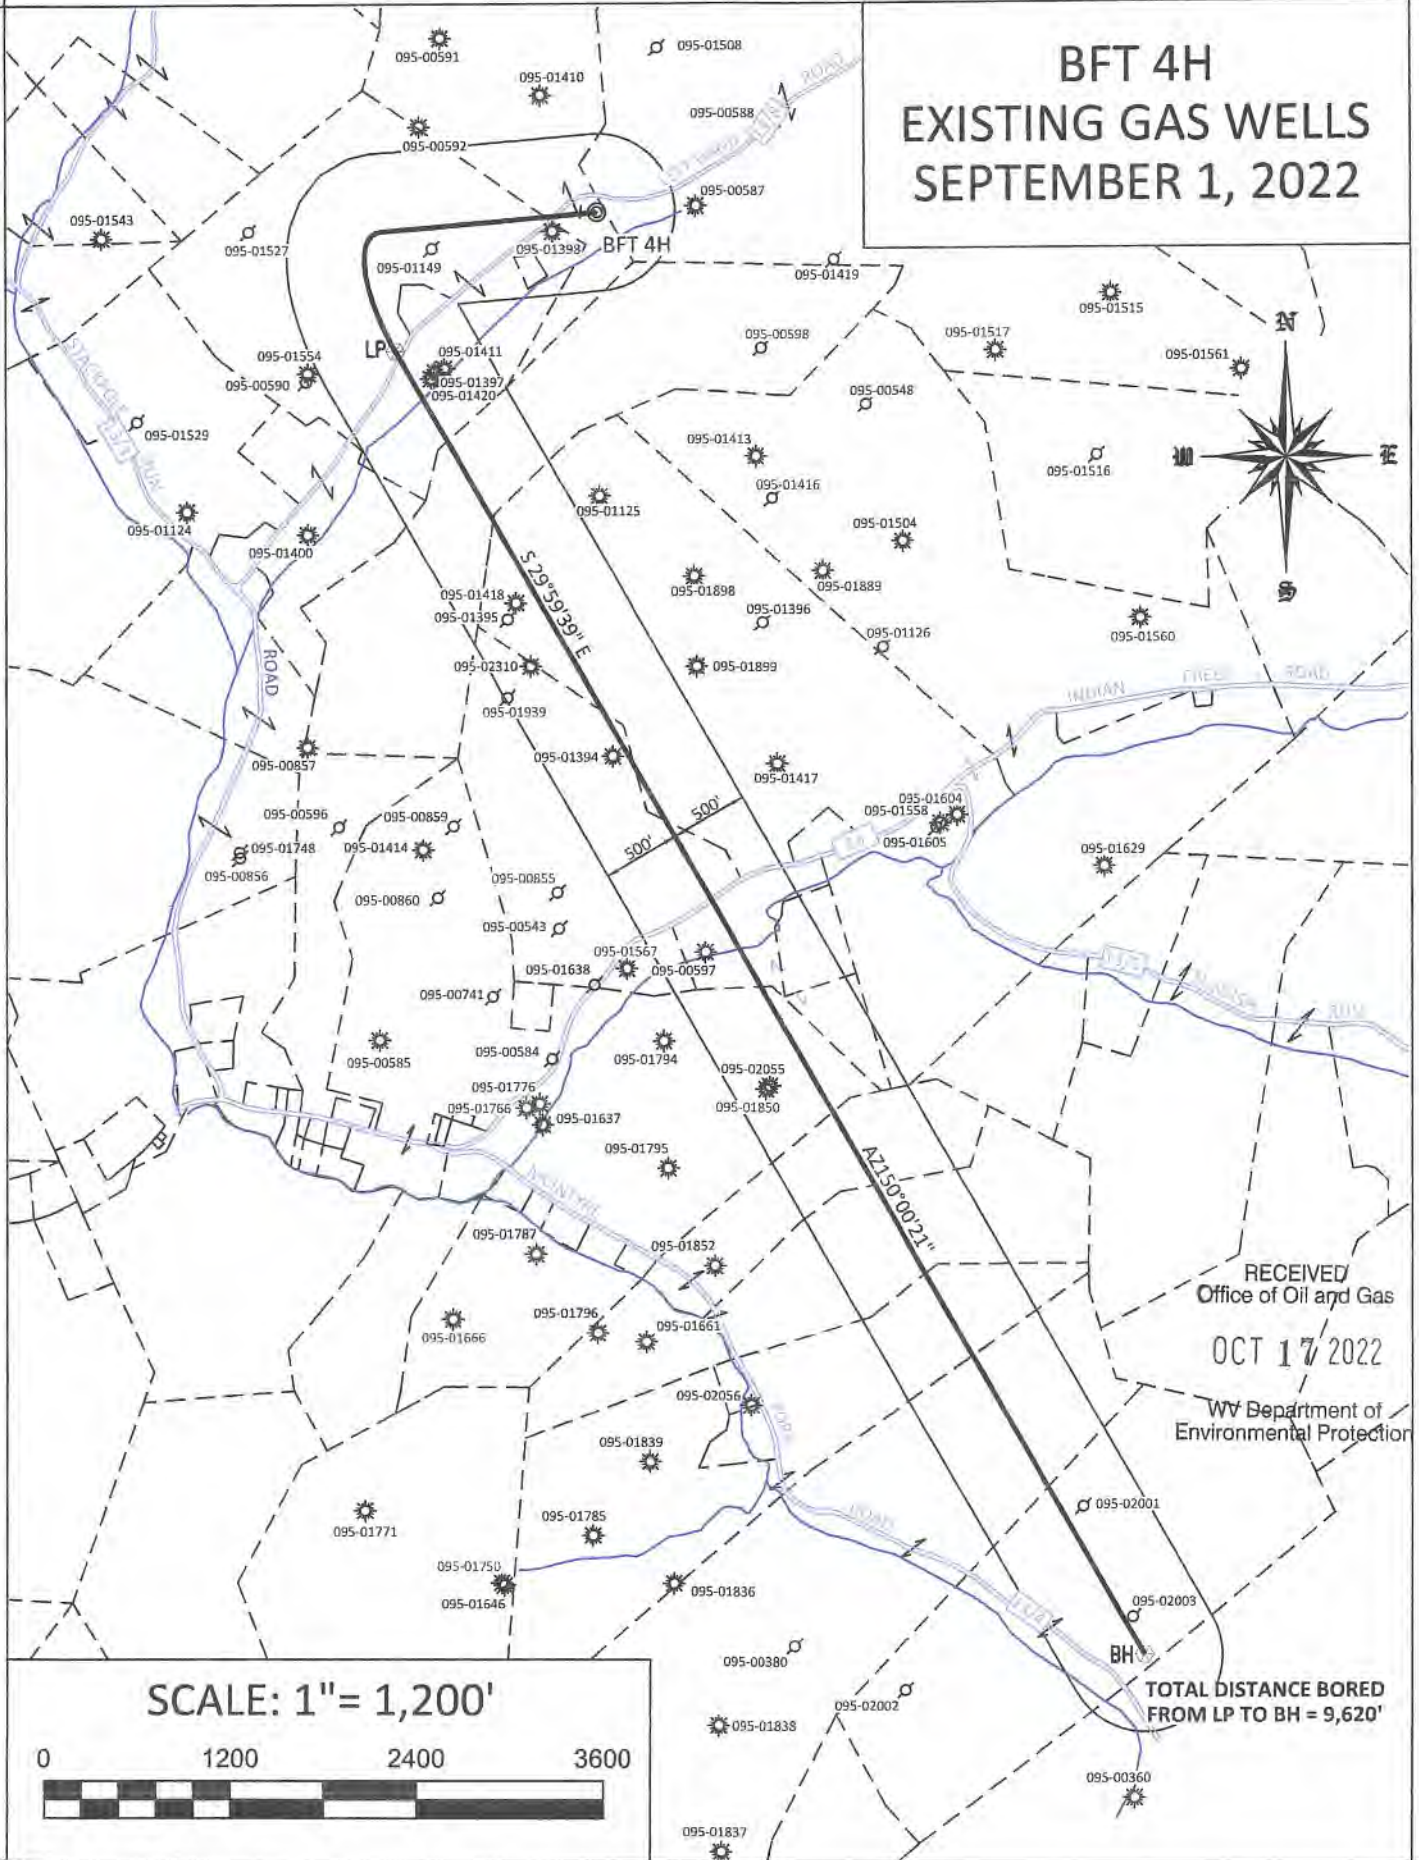 BFT 4H
EXISTING GAS WELLS
SEPTEMBER 1, 2022
095-00591
095-01508
095-01410
095-00588
ROAD
095-00592
095-00587
095-01543
095-01527
095-01149
095-01398
BFT 4H
095-01419
095-01515
095-01517
095-01561
N
W
E
S
095-00598
LP
095-01411
095-01397
095-01420
095-01554
095-00590
095-00548
095-01529
095-01413
095-01516
095-01416
095-01125
095-01504
095-01124
095-01400
S 29°59'39" E
095-01898
095-01889
095-01418
095-01395
095-01396
095-01126
095-01560
ROAD
095-02310
095-01899
INDIAN
CREEK
ROAD
095-01939
095-01394
095-00857
095-01417
500'
500'
095-00596
095-00859
095-01604
095-01558
095-01605
095-01748
095-00856
095-01414
095-01629
095-00855
095-00860
095-00543
095-01567
095-00597
095-01638
095-00741
RUN
095-00585
095-00584
095-01794
095-02055
095-01850
095-01776
095-01766
095-01637
095-01795
AZ150°00'21"
MCINTYRE
095-01787
095-01852
RECEIVED
Office of Oil and Gas
OCT 17 2022
WV Department of
Environmental Protection
095-01796
095-01661
095-01666
095-02056
FORK
095-01839
095-01771
095-01785
ROAD
095-02001
095-01750
095-01646
095-01836
095-02003
095-00380
BH
095-02002
TOTAL DISTANCE BORED
FROM LP TO BH = 9,620'
095-01838
095-00360
095-01837
SCALE: 1"= 1,200'
0 1200 2400 3600